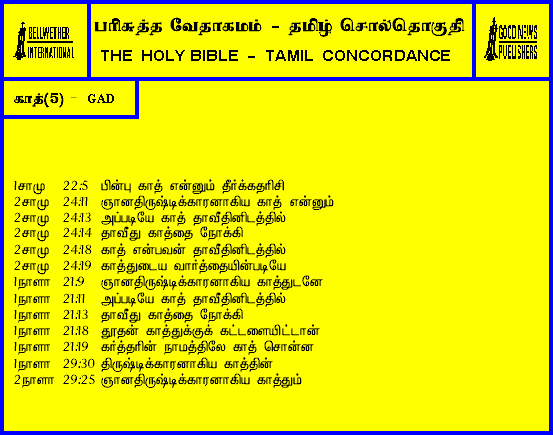 BELLWETHER
INTERNATIONAL
பரிசுத்த வேதாகமம் - தமிழ் சொல்தொகுதி
THE HOLY BIBLE - TAMIL CONCORDANCE
GOOD NEWS
PUBLISHERS
காத்(5) - GAD
1சாமு 22:5 பின்பு காத் என்னும் தீர்க்கதரிசி
2சாமு 24:11 ஞானதிருஷ்டிக்காரனாகிய காத் என்னும்
2சாமு 24:13 அப்படியே காத் தாவீதினிடத்தில்
2சாமு 24:14 தாவீது காத்தை நோக்கி
2சாமு 24:18 காத் என்பவன் தாவீதினிடத்தில்
2சாமு 24:19 காத்துடைய வார்த்தையின்படியே
1நாளா 21:9 ஞானதிருஷ்டிக்காரனாகிய காத்துடனே
1நாளா 21:11 அப்படியே காத் தாவீதினிடத்தில்
1நாளா 21:13 தாவீது காத்தை நோக்கி
1நாளா 21:18 தூதன் காத்துக்குக் கட்டளையிட்டான்
1நாளா 21:19 கர்த்தரின் நாமத்திலே காத் சொன்ன
1நாளா 29:30 திருஷ்டிக்காரனாகிய காத்தின்
2நாளா 29:25 ஞானதிருஷ்டிக்காரனாகிய காத்தும்